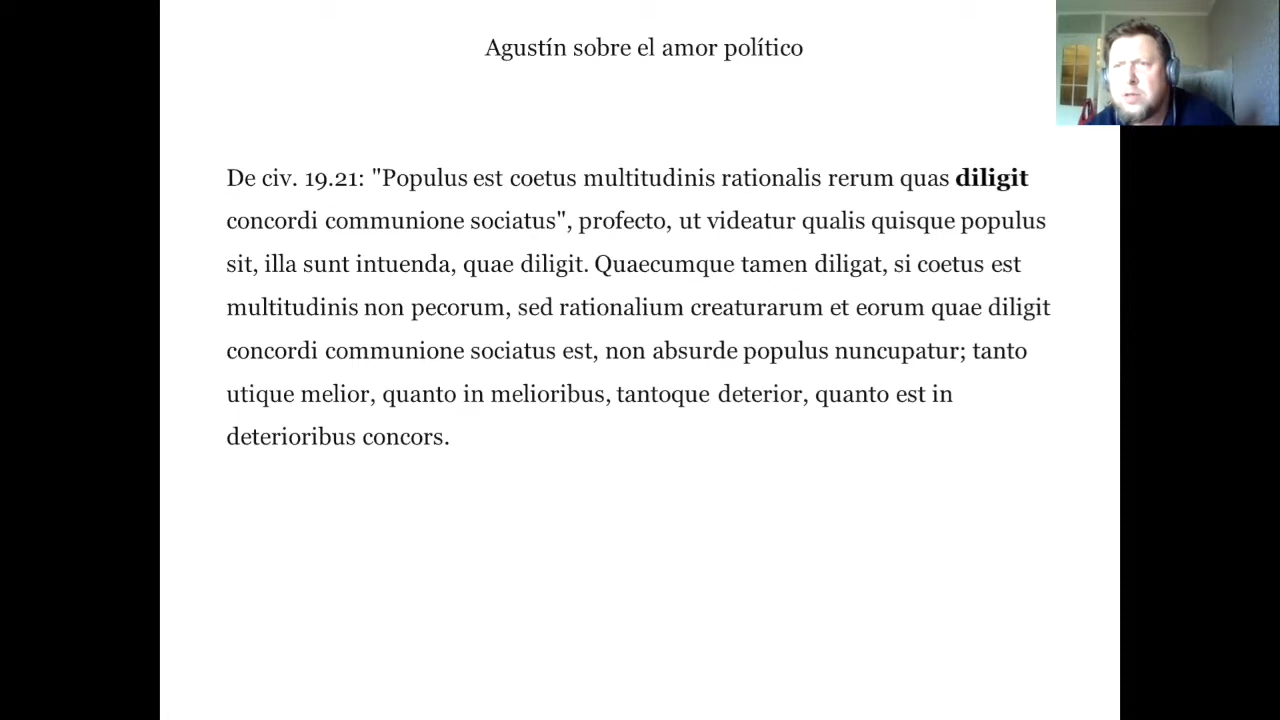 Agustín sobre el amor político
De civ. 19.21: "Populus est coetus multitudinis rationalis rerum quas diligit
concordi communione sociatus", profecto, ut videatur qualis quisque populus
sit, illa sunt intuenda, quae diligit. Quaecumque tamen diligat, si coetus est
multitudinis non pecorum, sed rationalium creaturarum et eorum quae diligit
concordi communione sociatus est, non absurde populus nuncupatur; tanto
utique melior, quanto in melioribus, tantoque deterior, quanto est in
deterioribus concors.